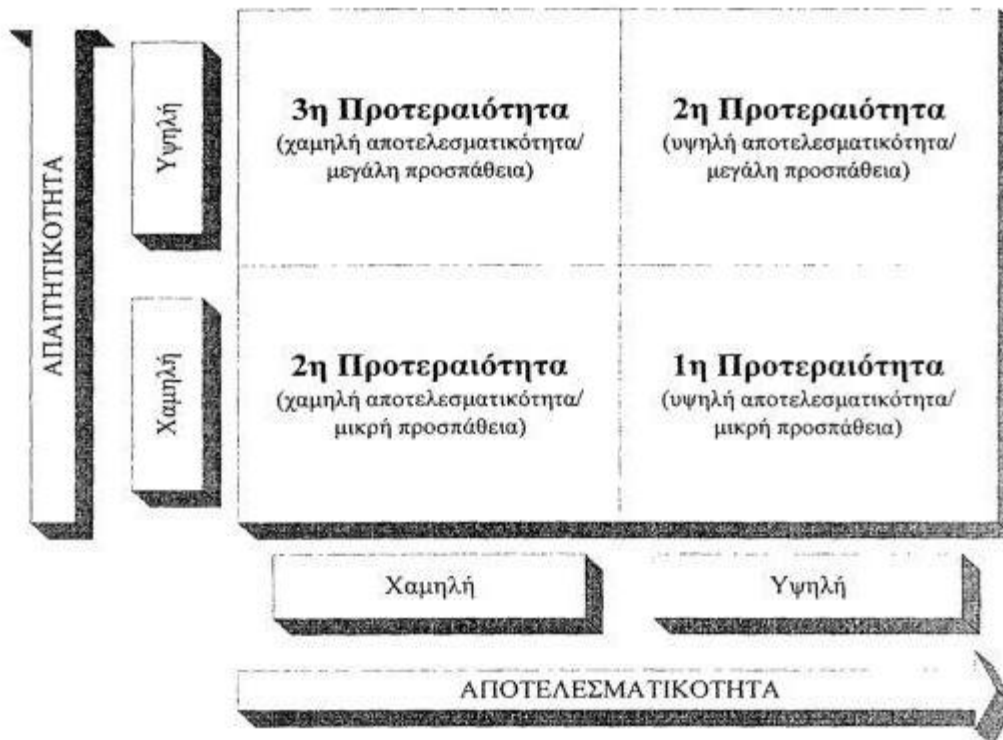 ΑΠΑΙΤΗΤΙΚΟΤΗΤΑ
Υψηλή
3η Προτεραιότητα
(χαμηλή αποτελεσματικότητα/
μεγάλη προσπάθεια)
2η Προτεραιότητα
(υψηλή αποτελεσματικότητα/
μεγάλη προσπάθεια)
Χαμηλή
2η Προτεραιότητα
(χαμηλή αποτελεσματικότητα/
μικρή προσπάθεια)
1η Προτεραιότητα
(υψηλή αποτελεσματικότητα/
μικρή προσπάθεια)
Χαμηλή
Υψηλή
ΑΠΟΤΕΛΕΣΜΑΤΙΚΟΤΗΤΑ